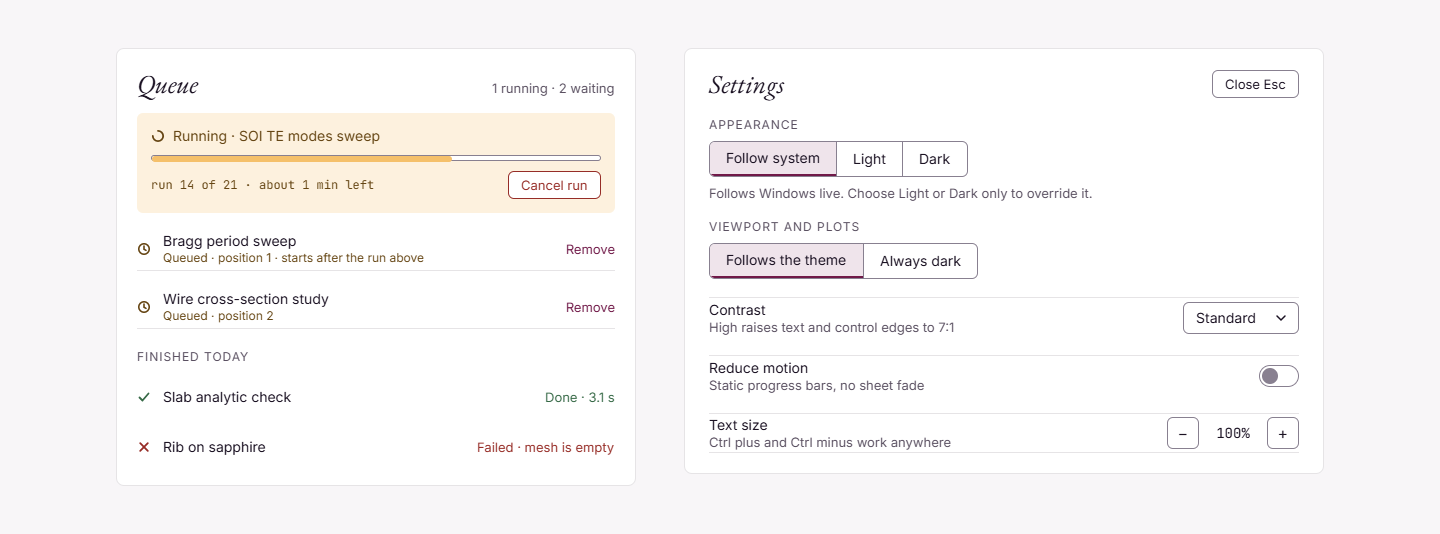 Queue
1 running · 2 waiting
Running · SOI TE modes sweep
run 14 of 21 · about 1 min left
Cancel run
Bragg period sweep
Queued · position 1 · starts after the run above
Remove
Wire cross-section study
Queued · position 2
Remove
FINISHED TODAY
Slab analytic check
Done · 3.1 s
Rib on sapphire
Failed · mesh is empty
Settings
Close Esc
APPEARANCE
Follow system
Light
Dark
Follows Windows live. Choose Light or Dark only to override it.
VIEWPORT AND PLOTS
Follows the theme
Always dark
Contrast
High raises text and control edges to 7:1
Standard
Reduce motion
Static progress bars, no sheet fade
Text size
Ctrl plus and Ctrl minus work anywhere
− 100% +